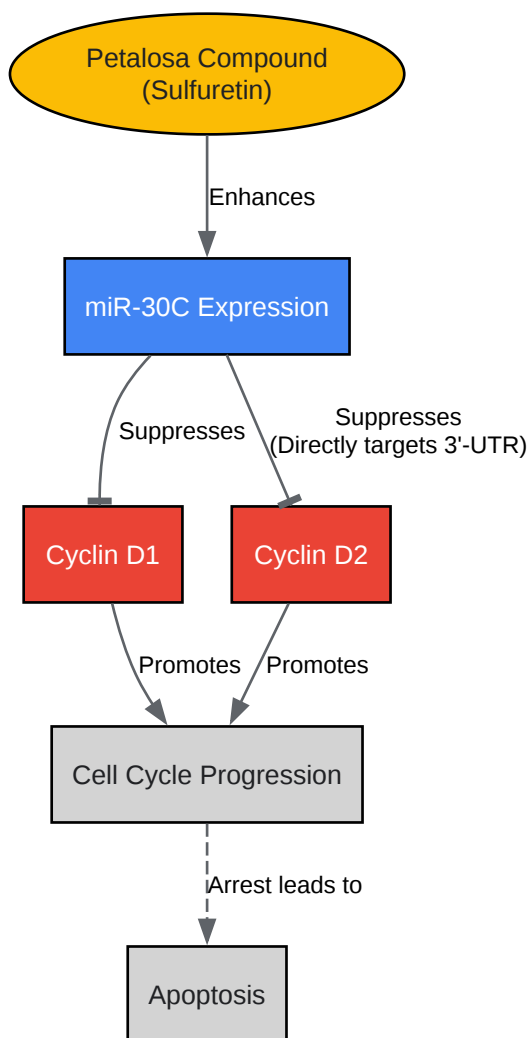 Petalosa Compound
(Sulfuretin)
Enhances
miR-30C Expression
Suppresses
Suppresses
(Directly targets 3'-UTR)
Cyclin D1
Cyclin D2
Promotes
Promotes
Cell Cycle Progression
Arrest leads to
Apoptosis